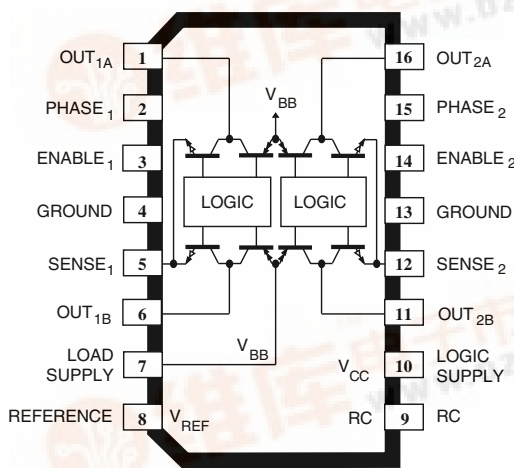 OUT1A 1 16 OUT2A
PHASE1 2 VBB 15 PHASE2
ENABLE1 3 14 ENABLE2
GROUND 4 LOGIC LOGIC 13 GROUND
SENSE1 5 12 SENSE2
OUT1B 6 11 OUT2B
LOAD SUPPLY 7 VBB VCC 10 LOGIC SUPPLY
REFERENCE 8 VREF RC 9 RC